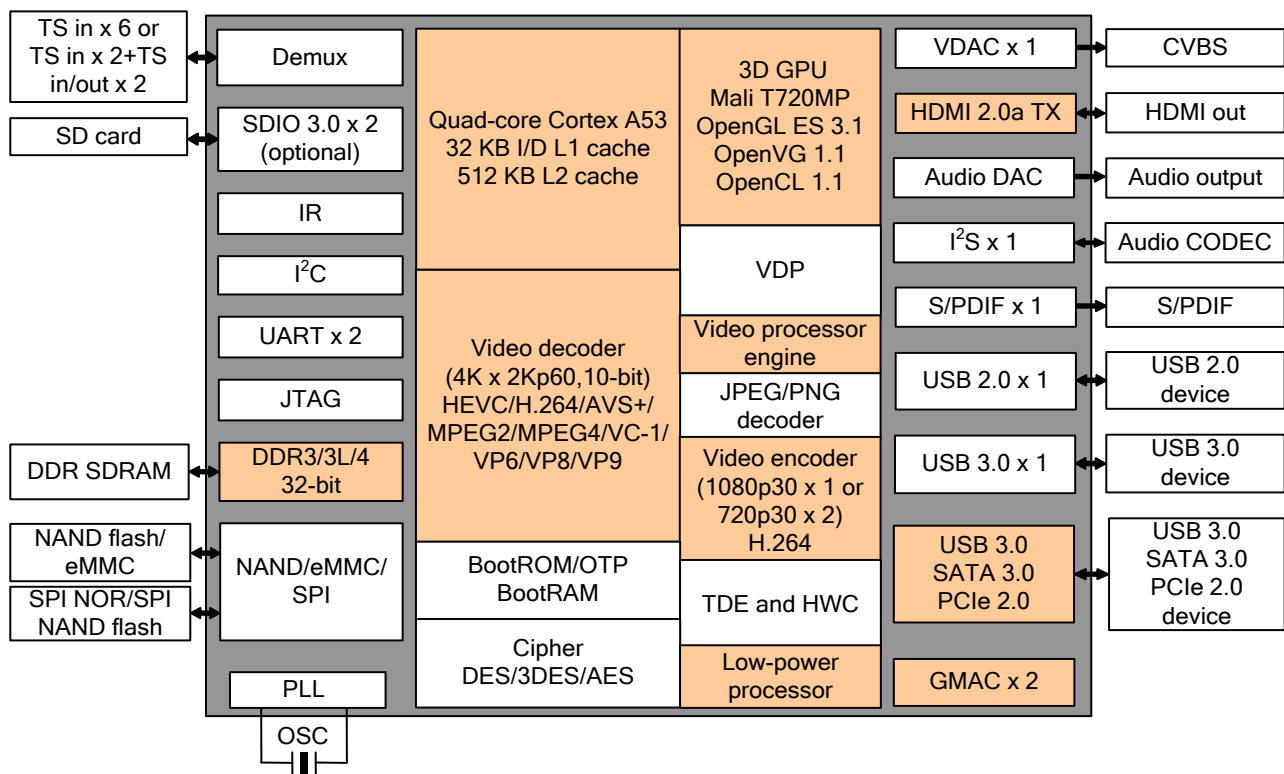 TS in x 6 or
TS in x 2+TS
in/out x 2
SD card
DDR SDRAM
NAND flash/
eMMC
SPI NOR/SPI
NAND flash
Demux
SDIO 3.0 x 2
(optional)
IR
I²C
UART x 2
JTAG
DDR3/3L/4
32-bit
NAND/eMMC/
SPI
PLL
OSC
Quad-core Cortex A53
32 KB I/D L1 cache
512 KB L2 cache
Video decoder
(4K x 2Kp60,10-bit)
HEVC/H.264/AVS+/
MPEG2/MPEG4/VC-1/
VP6/VP8/VP9
BootROM/OTP
BootRAM
Cipher
DES/3DES/AES
3D GPU
Mali T720MP
OpenGL ES 3.1
OpenVG 1.1
OpenCL 1.1
VDP
Video processor
engine
JPEG/PNG
decoder
Video encoder
(1080p30 x 1 or
720p30 x 2)
H.264
TDE and HWC
Low-power
processor
VDAC x 1
HDMI 2.0a TX
Audio DAC
I²S x 1
S/PDIF x 1
USB 2.0 x 1
USB 3.0 x 1
USB 3.0
SATA 3.0
PCIe 2.0
GMAC x 2
CVBS
HDMI out
Audio output
Audio CODEC
S/PDIF
USB 2.0
device
USB 3.0
device
USB 3.0
SATA 3.0
PCIe 2.0
device